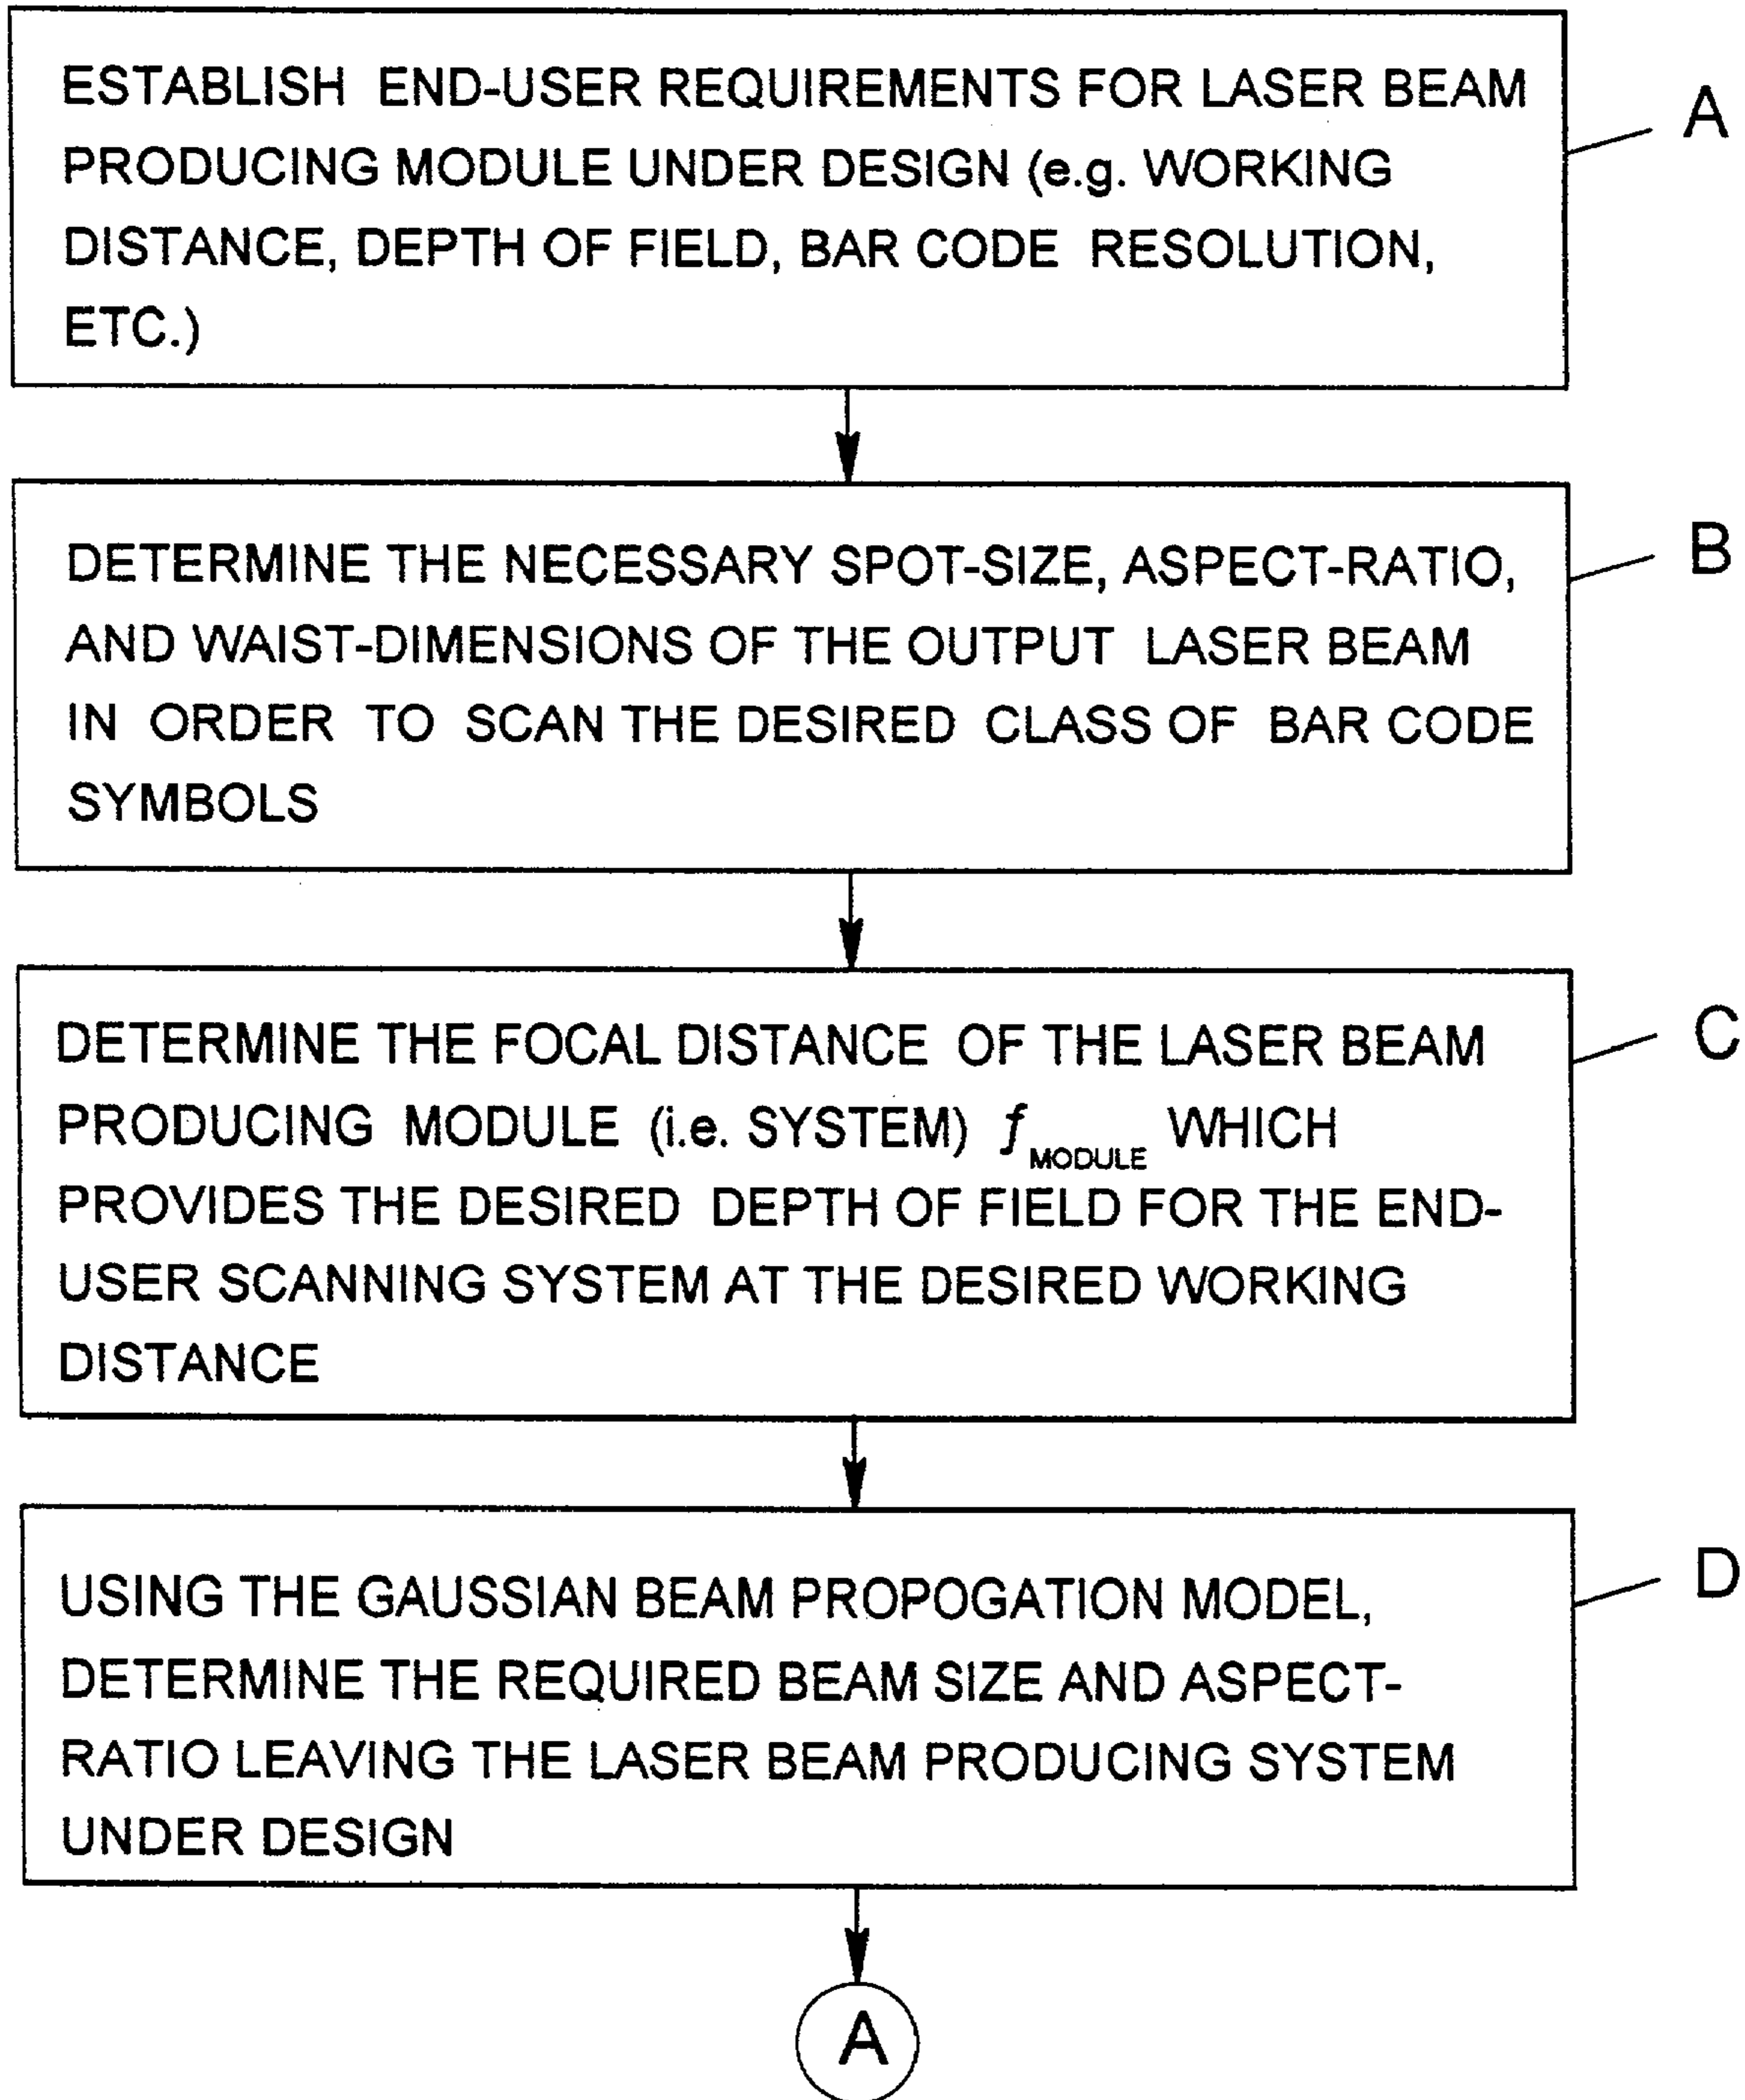 ESTABLISH END-USER REQUIREMENTS FOR LASER BEAM
PRODUCING MODULE UNDER DESIGN (e.g. WORKING
DISTANCE, DEPTH OF FIELD, BAR CODE RESOLUTION,
ETC.)
A
DETERMINE THE NECESSARY SPOT-SIZE, ASPECT-RATIO,
AND WAIST-DIMENSIONS OF THE OUTPUT LASER BEAM
IN ORDER TO SCAN THE DESIRED CLASS OF BAR CODE
SYMBOLS
B
DETERMINE THE FOCAL DISTANCE OF THE LASER BEAM
PRODUCING MODULE (i.e. SYSTEM) f MODULE WHICH
PROVIDES THE DESIRED DEPTH OF FIELD FOR THE END-
USER SCANNING SYSTEM AT THE DESIRED WORKING
DISTANCE
C
USING THE GAUSSIAN BEAM PROPOGATION MODEL,
DETERMINE THE REQUIRED BEAM SIZE AND ASPECT-
RATIO LEAVING THE LASER BEAM PRODUCING SYSTEM
UNDER DESIGN
D
A